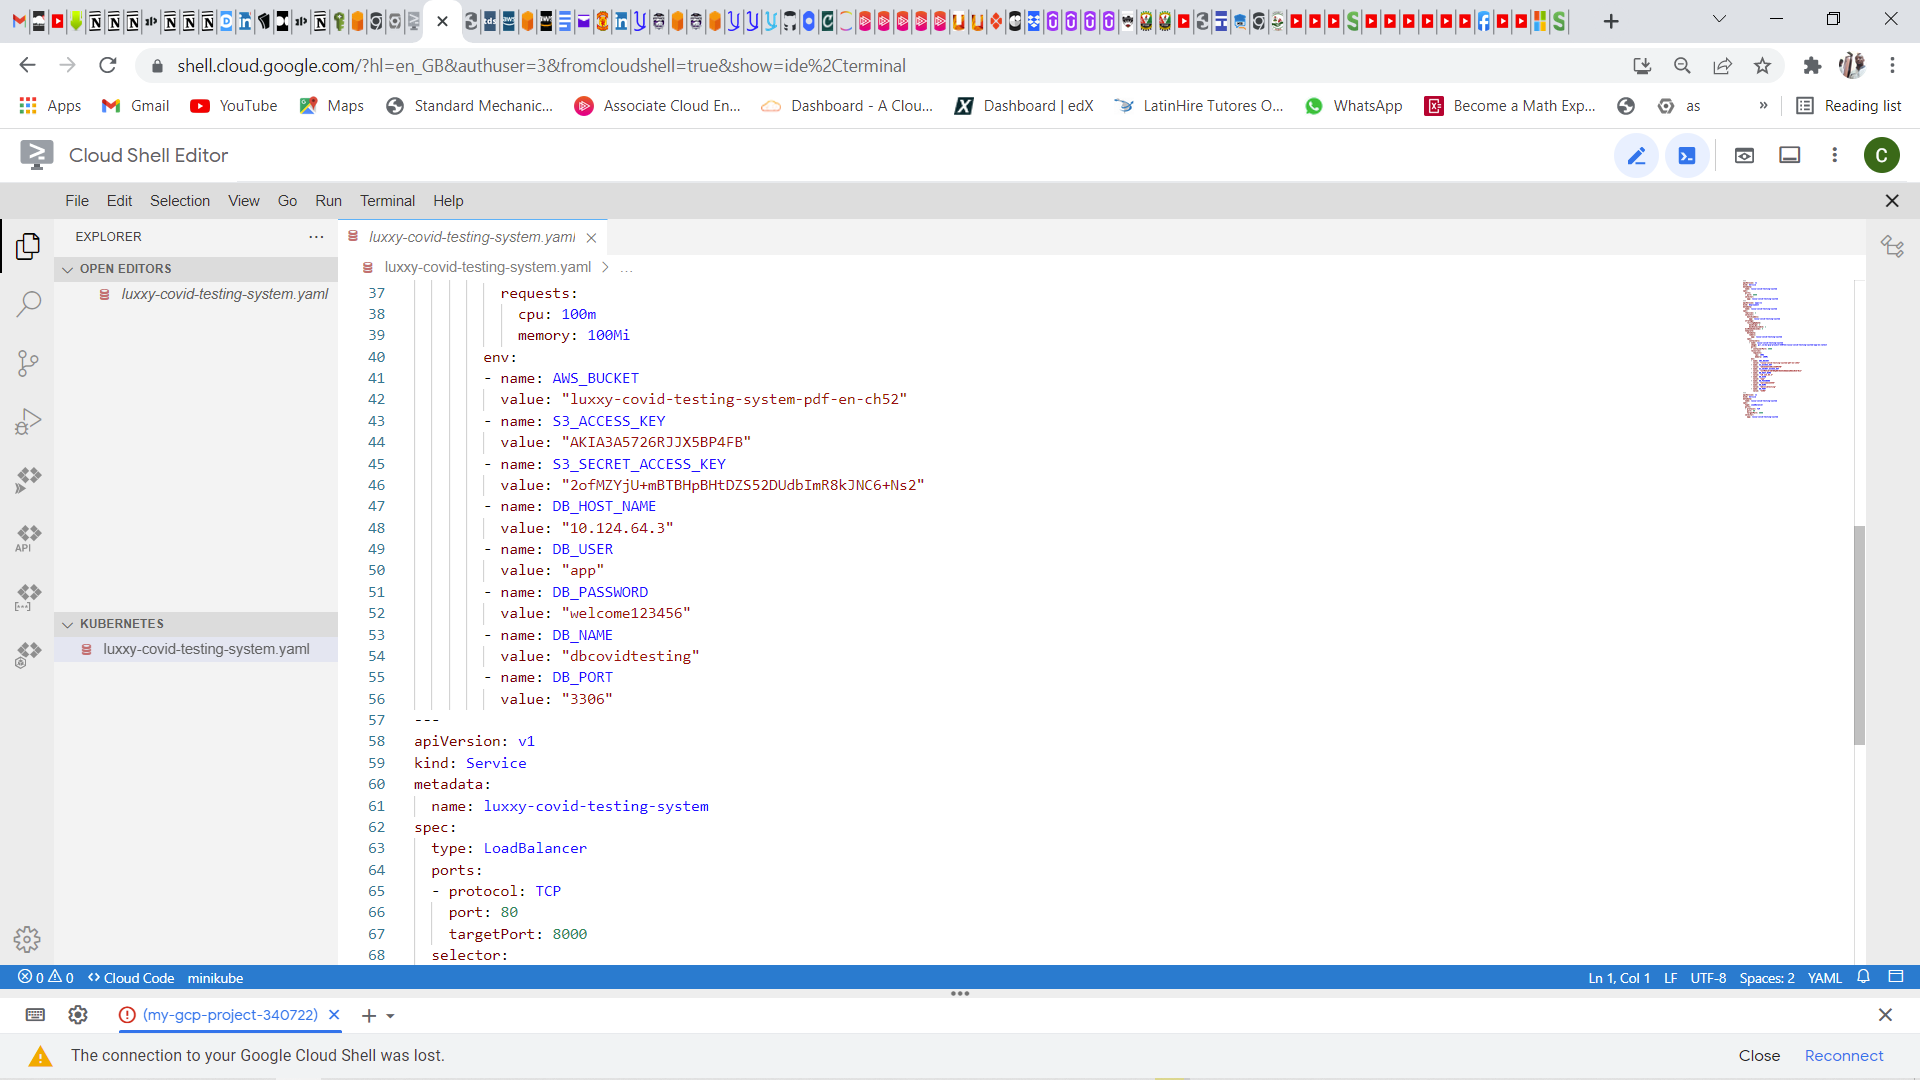 shell.cloud.google.com/?hl=en_GB&authuser=3&fromcloudshell=true&show=ide%2Cterminal
Apps Gmail YouTube Maps Standard Mechanic... Associate Cloud En... Dashboard - A Clou... Dashboard | edX LatinHire Tutores O... WhatsApp Become a Math Exp... as » Reading list
Cloud Shell Editor
C
File Edit Selection View Go Run Terminal Help
EXPLORER
luxxy-covid-testing-system.yaml
OPEN EDITORS
luxxy-covid-testing-system.yaml > ...
luxxy-covid-testing-system.yaml
37 requests:
38 cpu: 100m
39 memory: 100Mi
40 env:
41 - name: AWS_BUCKET
42 value: "luxxy-covid-testing-system-pdf-en-ch52"
43 - name: S3_ACCESS_KEY
44 value: "AKIA3A5726RJJX5BP4FB"
45 - name: S3_SECRET_ACCESS_KEY
46 value: "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"
47 - name: DB_HOST_NAME
48 value: "10.124.64.3"
49 - name: DB_USER
50 value: "app"
51 - name: DB_PASSWORD
52 value: "welcome123456"
53 - name: DB_NAME
54 value: "dbcovidtesting"
55 - name: DB_PORT
56 value: "3306"
57 ---
58 apiVersion: v1
59 kind: Service
60 metadata:
61 name: luxxy-covid-testing-system
62 spec:
63 type: LoadBalancer
64 ports:
65 - protocol: TCP
66 port: 80
67 targetPort: 8000
68 selector:
API
KUBERNETES
luxxy-covid-testing-system.yaml
0 0 Cloud Code minikube Ln 1, Col 1 LF UTF-8 Spaces: 2 YAML
(my-gcp-project-340722)
The connection to your Google Cloud Shell was lost. Close Reconnect